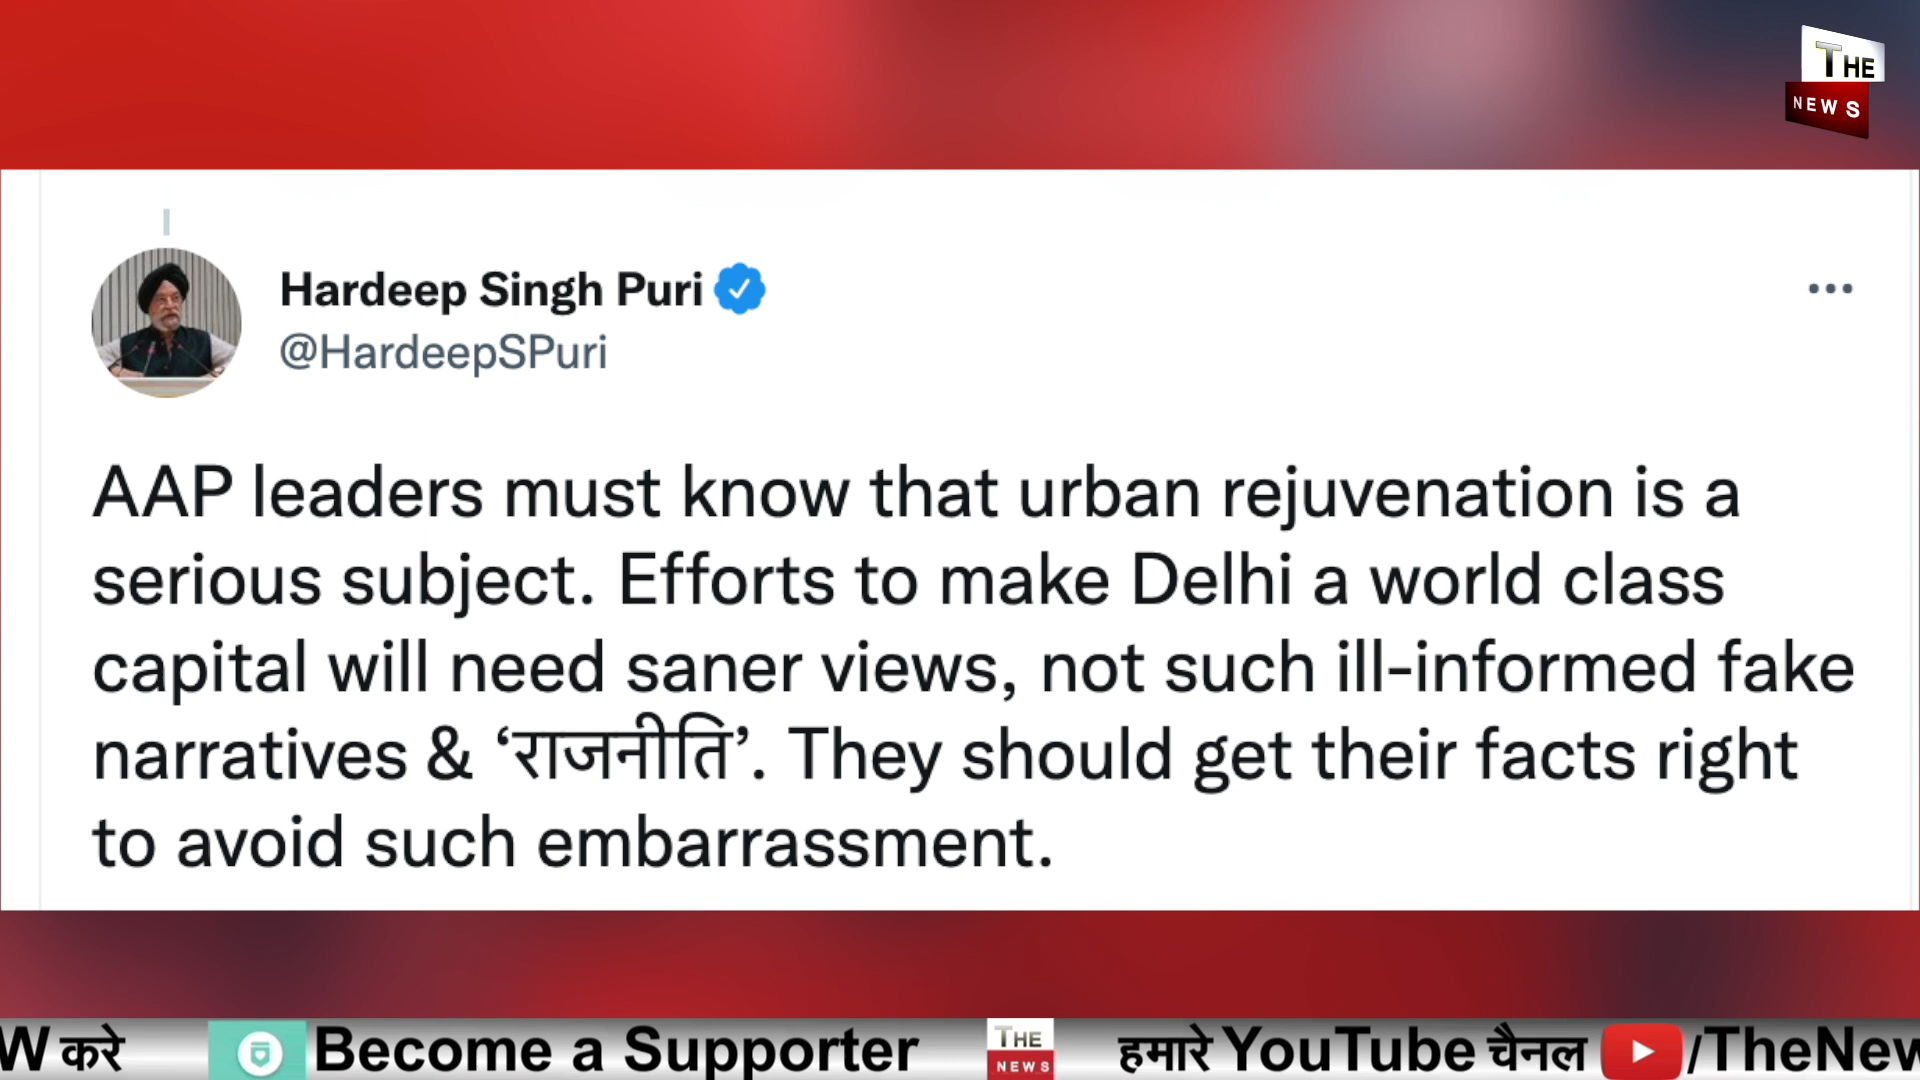 THE
NEWS
Hardeep Singh Puri
@HardeepSPuri
AAP leaders must know that urban rejuvenation is a
serious subject. Efforts to make Delhi a world class
capital will need saner views, not such ill-informed fake
narratives & ‘राजनीति’. They should get their facts right
to avoid such embarrassment.
W करे Become a Supporter THE NEWS हमारे YouTube चैनल /TheNew